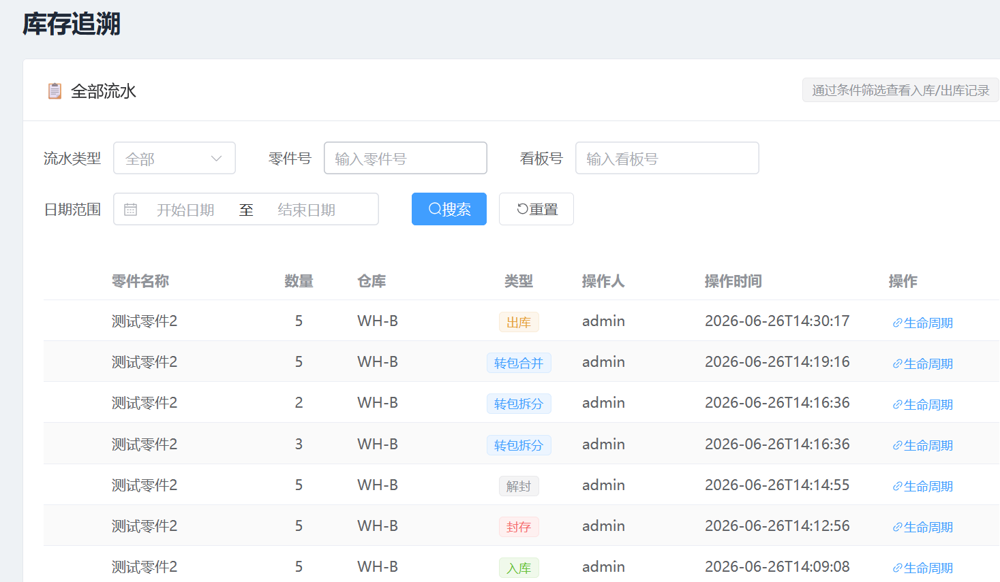 库存追溯
全部流水
通过条件筛选查看入库/出库记录
流水类型 全部 零件号 输入零件号 看板号 输入看板号
日期范围 开始日期 至 结束日期 搜索 重置
零件名称 数量 仓库 类型 操作人 操作时间 操作
测试零件2 5 WH-B 出库 admin 2026-06-26T14:30:17 生命周期
测试零件2 5 WH-B 转包合并 admin 2026-06-26T14:19:16 生命周期
测试零件2 2 WH-B 转包拆分 admin 2026-06-26T14:16:36 生命周期
测试零件2 3 WH-B 转包拆分 admin 2026-06-26T14:16:36 生命周期
测试零件2 5 WH-B 解封 admin 2026-06-26T14:14:55 生命周期
测试零件2 5 WH-B 封存 admin 2026-06-26T14:12:56 生命周期
测试零件2 5 WH-B 入库 admin 2026-06-26T14:09:08 生命周期